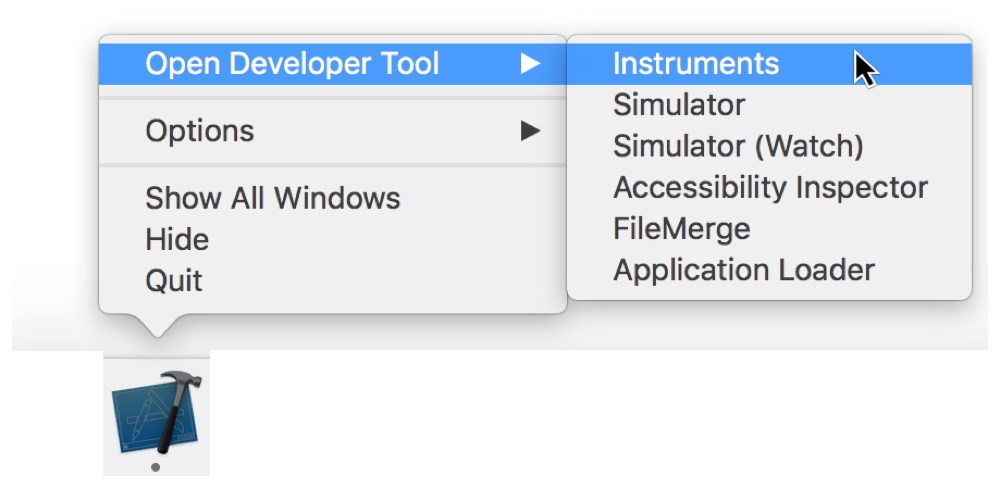 Open Developer Tool
Options
Show All Windows
Hide
Quit
Instruments
Simulator
Simulator (Watch)
Accessibility Inspector
FileMerge
Application Loader